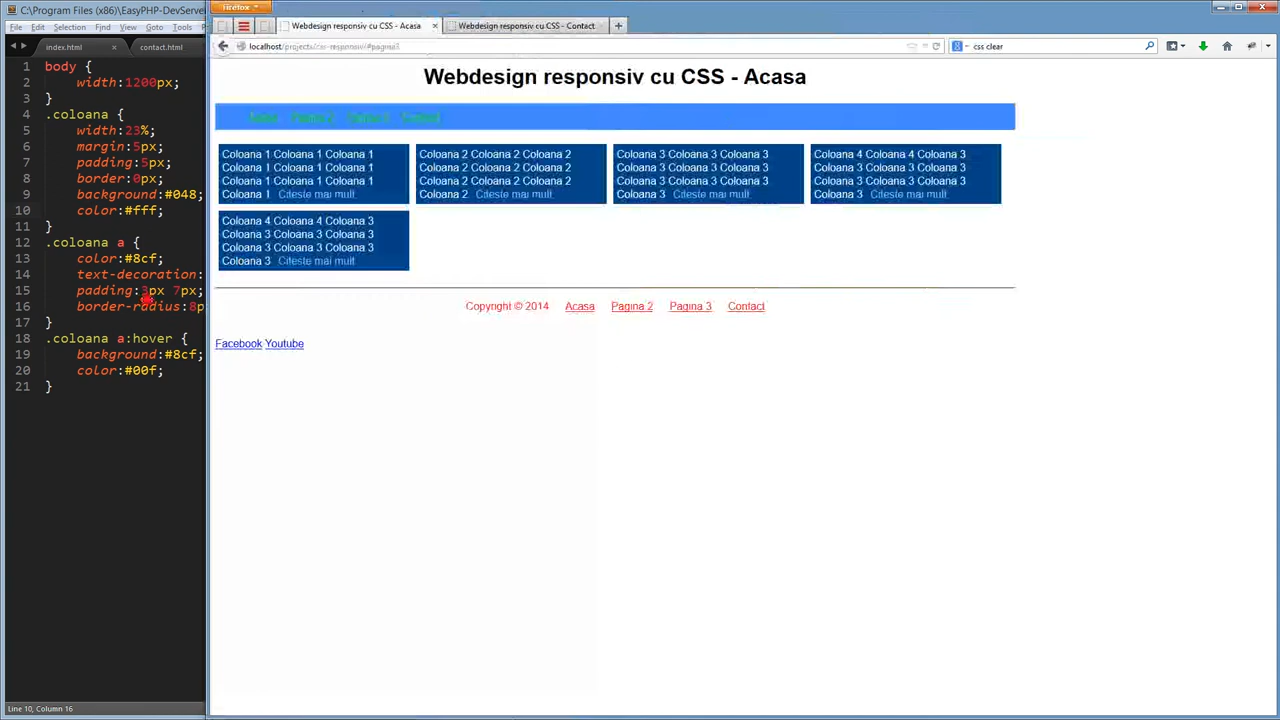 C:\Program Files (x86)\EasyPHP-DevServer
File Edit Selection Find
index.html × contact.html
1 body {
2 width:1200px;
3 }
4 .coloana {
5 width:23%;
6 margin:5px;
7 padding:5px;
8 border:0px;
9 background:#048;
10 color:#fff;
11 }
12 .coloana a {
13 color:#8cf;
14 text-decoration:
15 padding:3px 7px;
16 border-radius:8p
17 }
18 .coloana a:hover {
19 background:#8cf;
20 color:#00f;
21 }
Line 10, Column 16
Firefox
Webdesign responsiv cu CSS - Acasa × Webdesign responsiv cu CSS - Contact +
css clear
Webdesign responsiv cu CSS - Acasa
Pagina 2 Contact
Coloana 1 Coloana 1 Coloana 1 Coloana 2 Coloana 2 Coloana 2 Coloana 3 Coloana 3 Coloana 3 Coloana 4 Coloana 4 Coloana 3
Coloana 1 Coloana 1 Coloana 1 Coloana 2 Coloana 2 Coloana 2 Coloana 3 Coloana 3 Coloana 3 Coloana 3 Coloana 3 Coloana 3
Coloana 1 Coloana 1 Coloana 1 Coloana 2 Coloana 2 Coloana 2 Coloana 3 Coloana 3 Coloana 3 Coloana 3 Coloana 3 Coloana 3
Coloana 1 Citeste mai mult Coloana 2 Citeste mai mult Coloana 3 Citeste mai mult Coloana 3 Citeste mai mult
Coloana 4 Coloana 4 Coloana 3
Coloana 3 Coloana 3 Coloana 3
Coloana 3 Coloana 3 Coloana 3
Coloana 3 Citeste mai mult
Copyright © 2014 Acasa Pagina 2 Pagina 3 Contact
Facebook Youtube